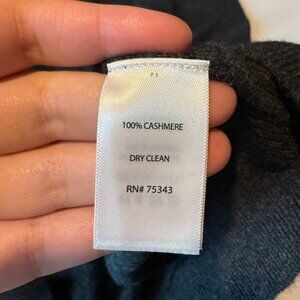 100% CASHMERE
DRY CLEAN
RN# 75343